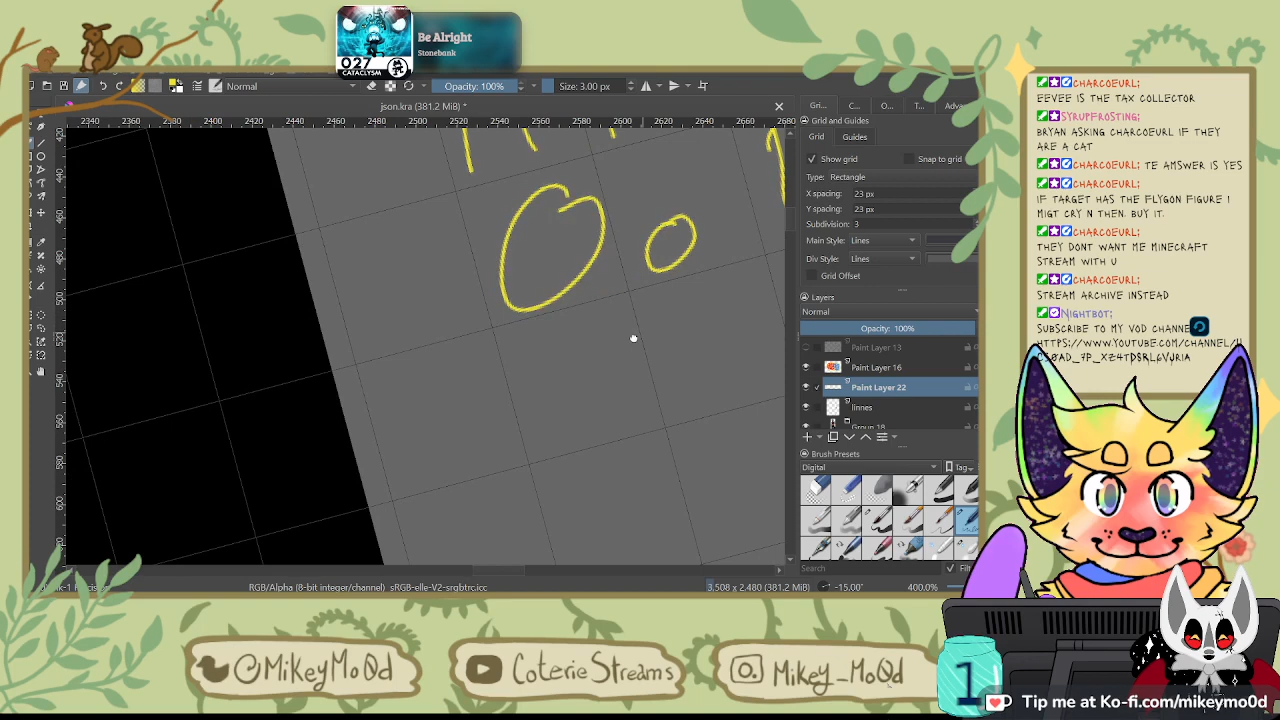 Be Alright
Stonebank
027
CATACLYSM
Normal
Opacity: 100%
Size: 3.00 px
json.kra (381.2 MiB) *
Gri...
C...
O...
T...
Adva
2340
2360
2380
2400
2420
2440
2460
2480
2500
2520
2540
2560
2580
2600
2620
2640
2660
2680
Grid and Guides
Grid
Guides
Show grid
Snap to grid
Type: Rectangle
X spacing: 23 px
Y spacing: 23 px
Subdivision: 3
Main Style: Lines
Div Style: Lines
Grid Offset
Layers
Normal
Opacity: 100%
Paint Layer 13
Paint Layer 16
Paint Layer 22
linnes
Group 18
Brush Presets
Digital
Tag
Search
RGB/Alpha (8-bit integer/channel) sRGB-elle-V2-srgbtrc.icc
3,508 x 2,480 (381.2 MiB)
-15.00°
400.0%
CHARCOEURL:
EEVEE IS THE TAX COLLECTOR
SYRUPFROSTING:
BRYAN ASKING CHARCOEURL IF THEY
ARE A CAT
CHARCOEURL: TE AMSWER IS YES
CHARCOEURL:
IF TARGET HAS THE FLYGON FIGURE I
MIGT CRY N THEN. BUY IT.
CHARCOEURL:
THEY DONT WANT ME MINECRAFT
STREAM WITH U
CHARCOEURL:
STREAM ARCHIVE INSTEAD
NIGHTBOT:
SUBSCRIBE TO MY VOD CHANNE
@MikeyMo0d
CoterieStreams
Mikey_Mo0d
1
Tip me at Ko-fi.com/mikeymo0d